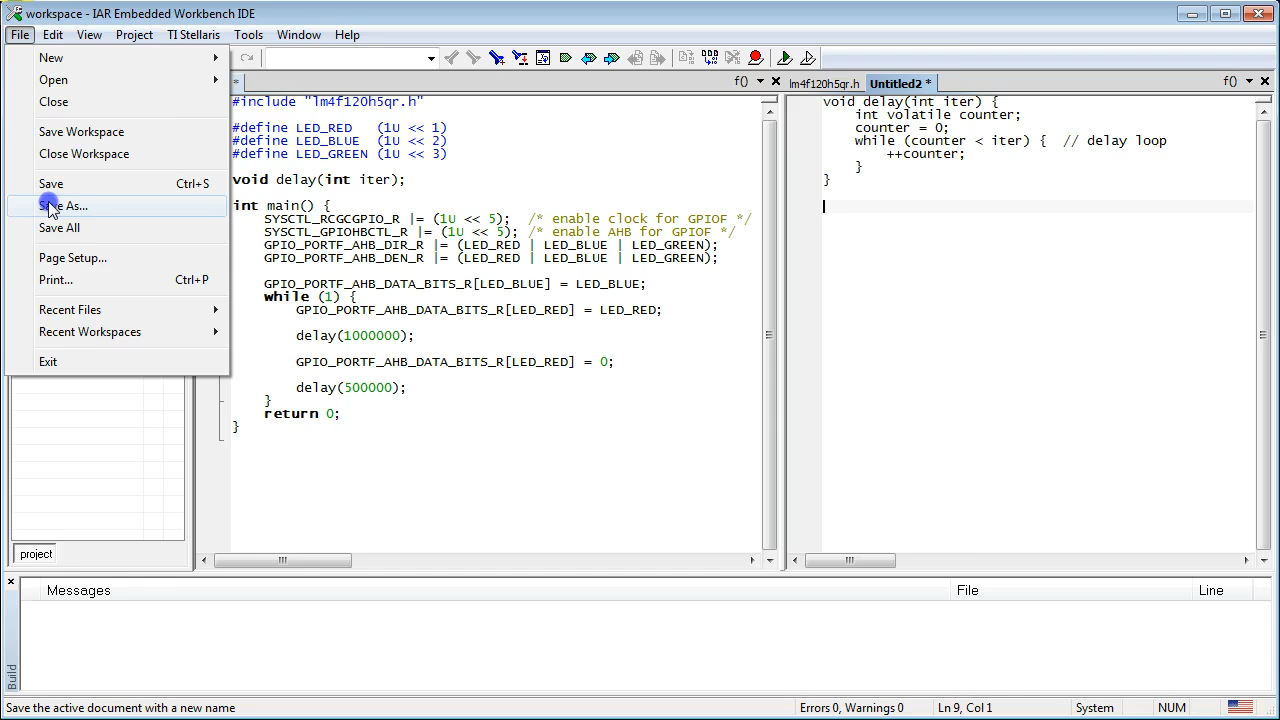 workspace - IAR Embedded Workbench IDE
File Edit View Project TI Stellaris Tools Window Help
New
Open
Close
Save Workspace
Close Workspace
Save Ctrl+S
Save As...
Save All
Page Setup...
Print... Ctrl+P
Recent Files
Recent Workspaces
Exit
* f()
#include "lm4f120h5qr.h"
#define LED_RED (1U << 1)
#define LED_BLUE (1U << 2)
#define LED_GREEN (1U << 3)
void delay(int iter);
int main() {
SYSCTL_RCGCGPIO_R |= (1U << 5); /* enable clock for GPIOF */
SYSCTL_GPIOHBCTL_R |= (1U << 5); /* enable AHB for GPIOF */
GPIO_PORTF_AHB_DIR_R |= (LED_RED | LED_BLUE | LED_GREEN);
GPIO_PORTF_AHB_DEN_R |= (LED_RED | LED_BLUE | LED_GREEN);
GPIO_PORTF_AHB_DATA_BITS_R[LED_BLUE] = LED_BLUE;
while (1) {
GPIO_PORTF_AHB_DATA_BITS_R[LED_RED] = LED_RED;
delay(1000000);
GPIO_PORTF_AHB_DATA_BITS_R[LED_RED] = 0;
delay(500000);
}
return 0;
}
lm4f120h5qr.h Untitled2 * f()
void delay(int iter) {
int volatile counter;
counter = 0;
while (counter < iter) { // delay loop
++counter;
}
}
project
Messages File Line
Build
Save the active document with a new name Errors 0, Warnings 0 Ln 9, Col 1 System NUM